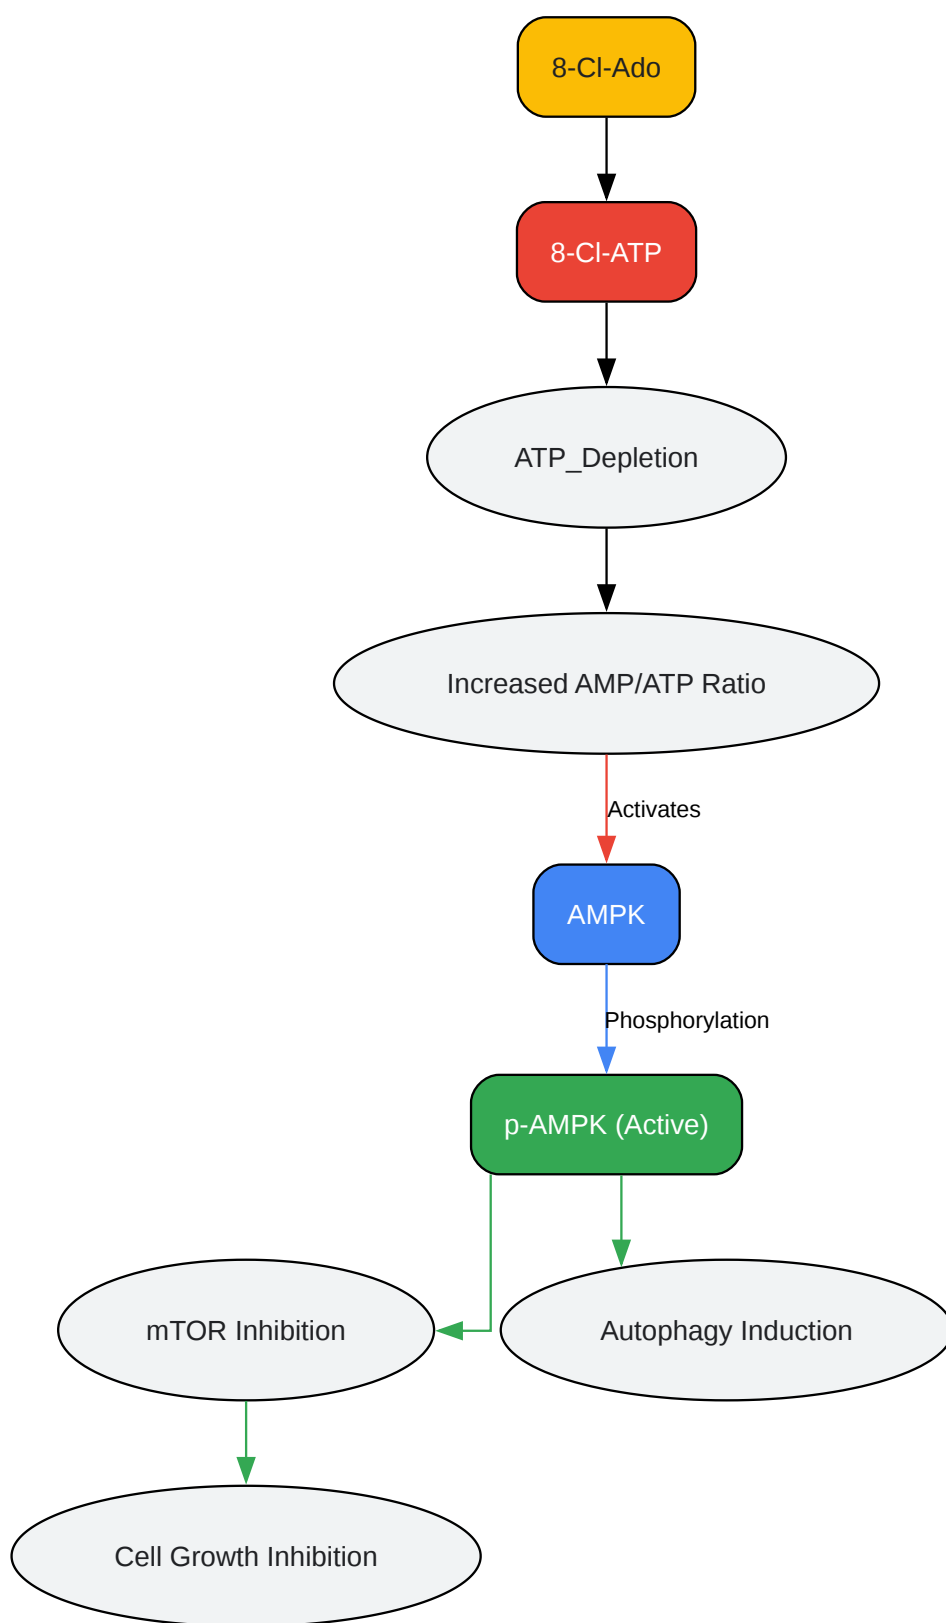 8-Cl-Ado
8-Cl-ATP
ATP_Depletion
Increased AMP/ATP Ratio
Activates
AMPK
Phosphorylation
p-AMPK (Active)
mTOR Inhibition
Autophagy Induction
Cell Growth Inhibition